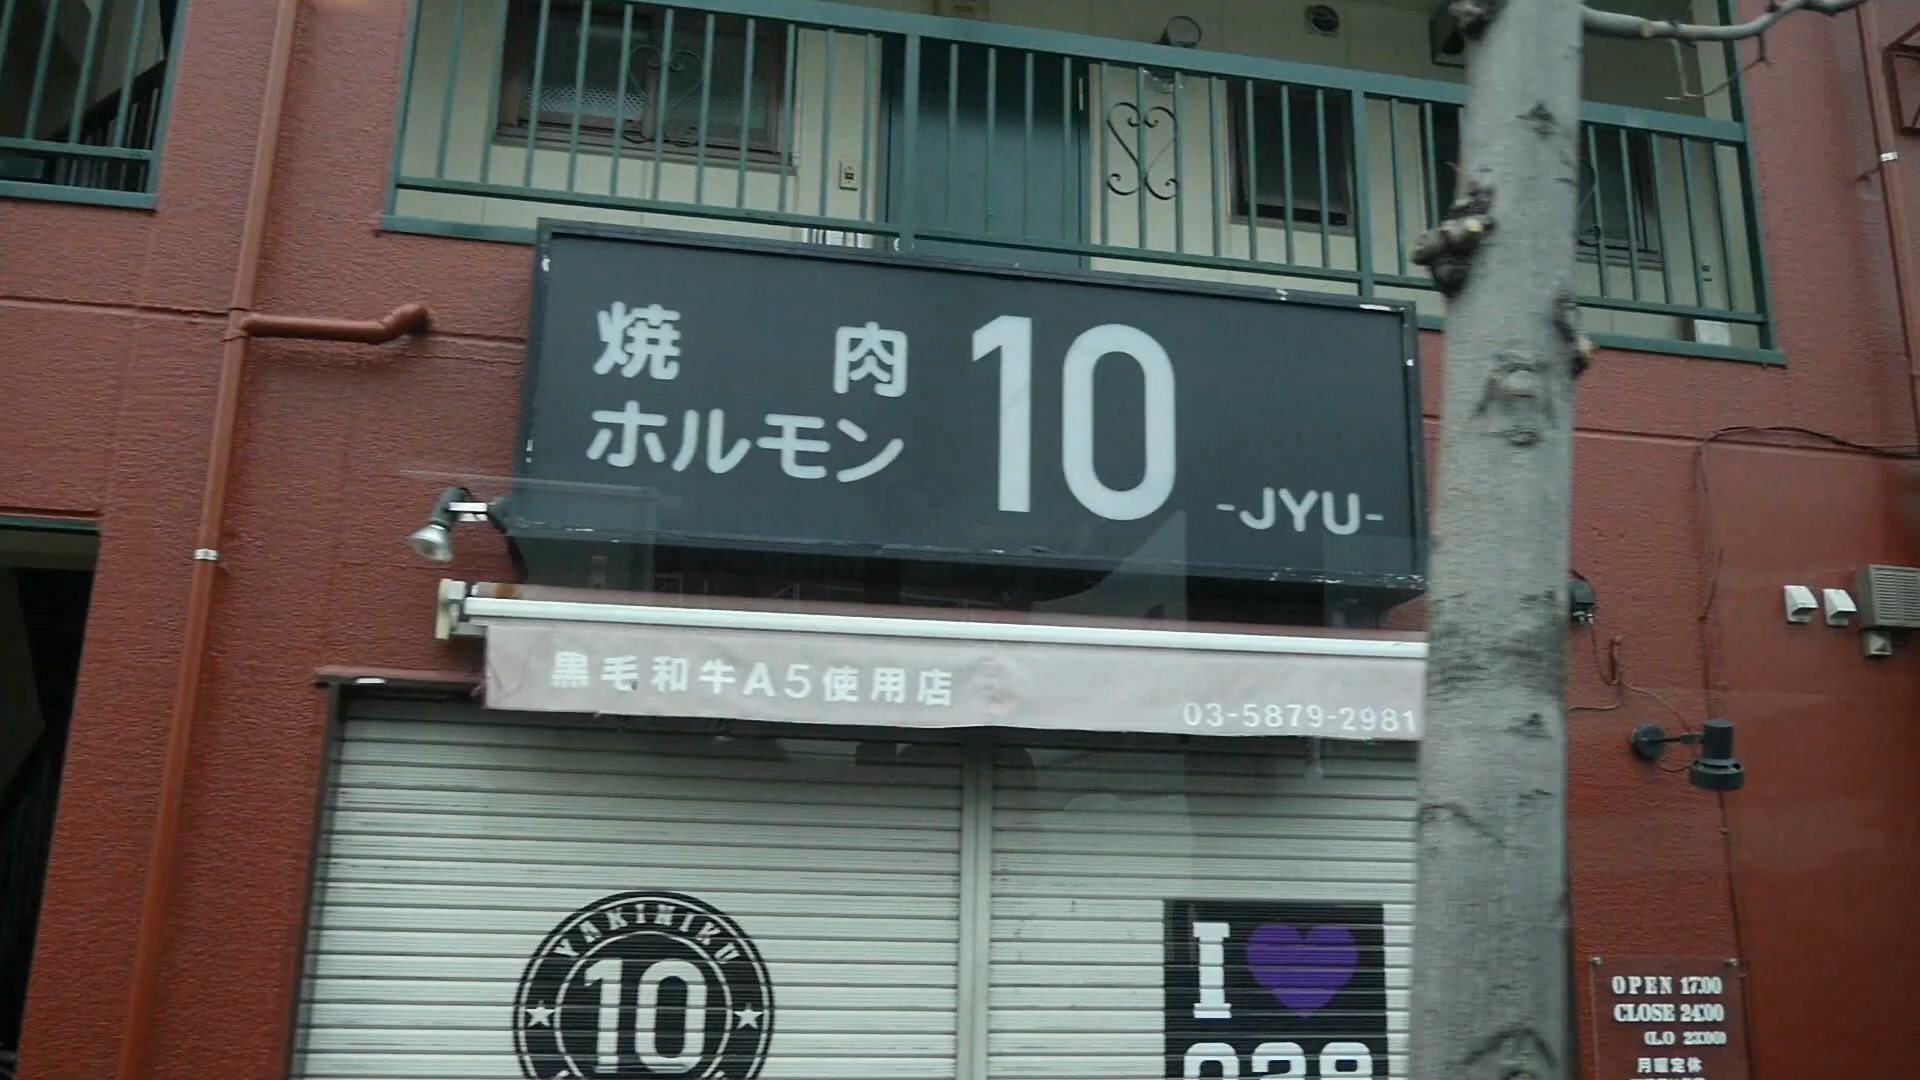 焼肉
ホルモン
10
-JYU-
黒毛和牛A5使用店
03-5879-2981
YAKINIKU
10
I
OPEN 17:00
CLOSE 24:00
(L.O 23:00)
月曜定休